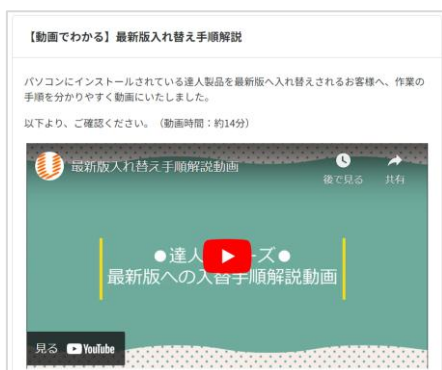 【動画でわかる】最新版入れ替え手順解説
パソコンにインストールされている達人製品を最新版へ入れ替えされるお客様へ、作業の
手順を分かりやすく動画にいたしました。
以下より、ご確認ください。（動画時間：約14分）
最新版入れ替え手順解説動画
後で見る
共有
●達人 ーズ●
最新版への入替手順解説動画
見る YouTube